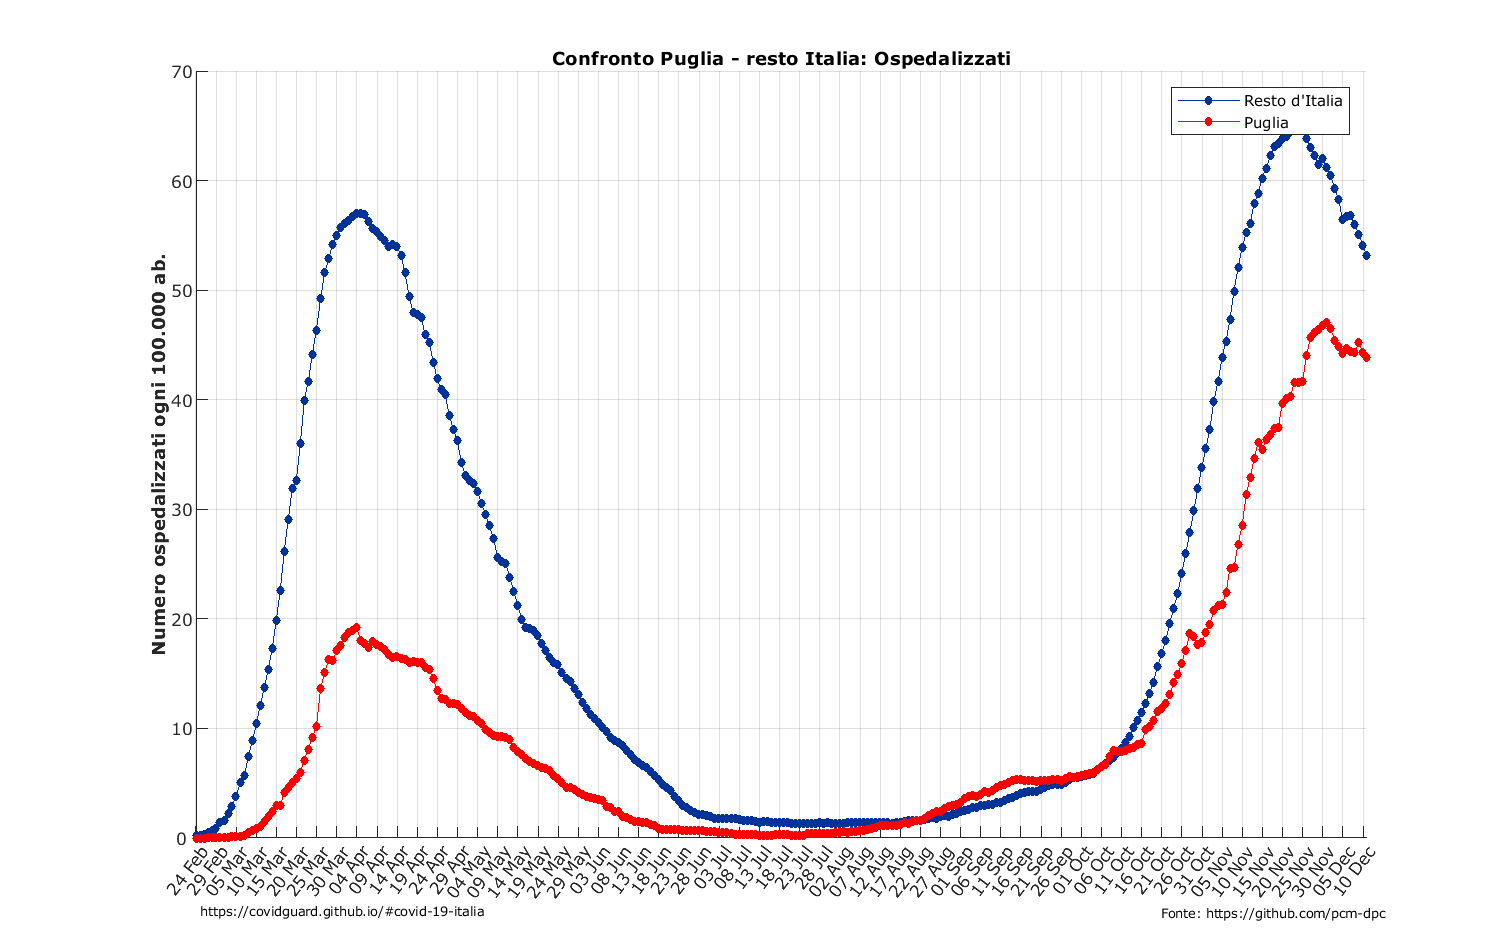 Confronto Puglia - resto Italia: Ospedalizzati
Resto d'Italia
Puglia
Numero ospedalizzati ogni 100.000 ab.
70
60
50
40
30
20
10
0
24 Feb
29 Feb
05 Mar
10 Mar
15 Mar
20 Mar
25 Mar
30 Mar
04 Apr
09 Apr
14 Apr
19 Apr
24 Apr
29 Apr
04 May
09 May
14 May
19 May
24 May
29 May
03 Jun
08 Jun
13 Jun
18 Jun
23 Jun
28 Jun
03 Jul
08 Jul
13 Jul
18 Jul
23 Jul
28 Jul
02 Aug
07 Aug
12 Aug
17 Aug
22 Aug
27 Aug
01 Sep
06 Sep
11 Sep
16 Sep
21 Sep
26 Sep
01 Oct
06 Oct
11 Oct
16 Oct
21 Oct
26 Oct
31 Oct
05 Nov
10 Nov
15 Nov
20 Nov
25 Nov
30 Nov
05 Dec
10 Dec
https://covidguard.github.io/#covid-19-italia
Fonte: https://github.com/pcm-dpc